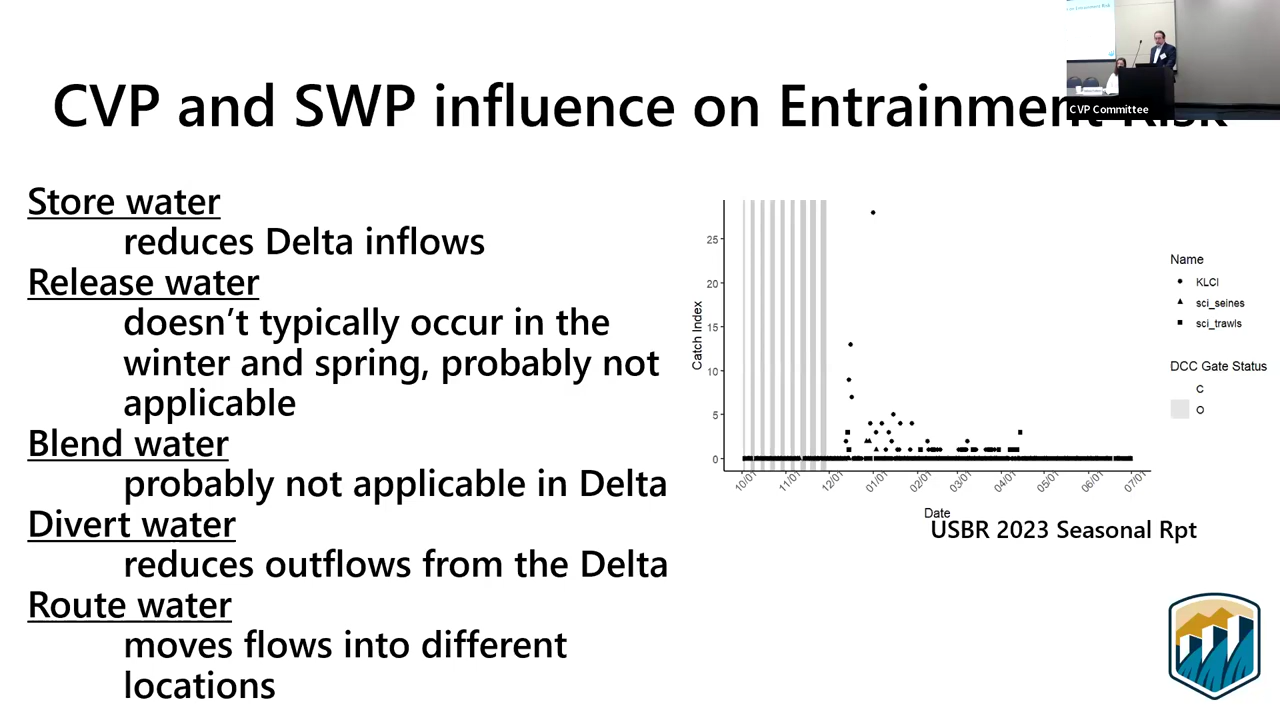 CVP and SWP influence on Entrainment Risk
CVP Committee
Store water
reduces Delta inflows
Release water
doesn’t typically occur in the
winter and spring, probably not
applicable
Blend water
probably not applicable in Delta
Divert water
reduces outflows from the Delta
Route water
moves flows into different
locations
Catch Index
25
20
15
10
5
0
10/01
11/01
12/01
01/01
02/01
03/01
04/01
05/01
06/01
07/01
Date
Name
KLCI
sci_seines
sci_trawls
DCC Gate Status
C
O
USBR 2023 Seasonal Rpt